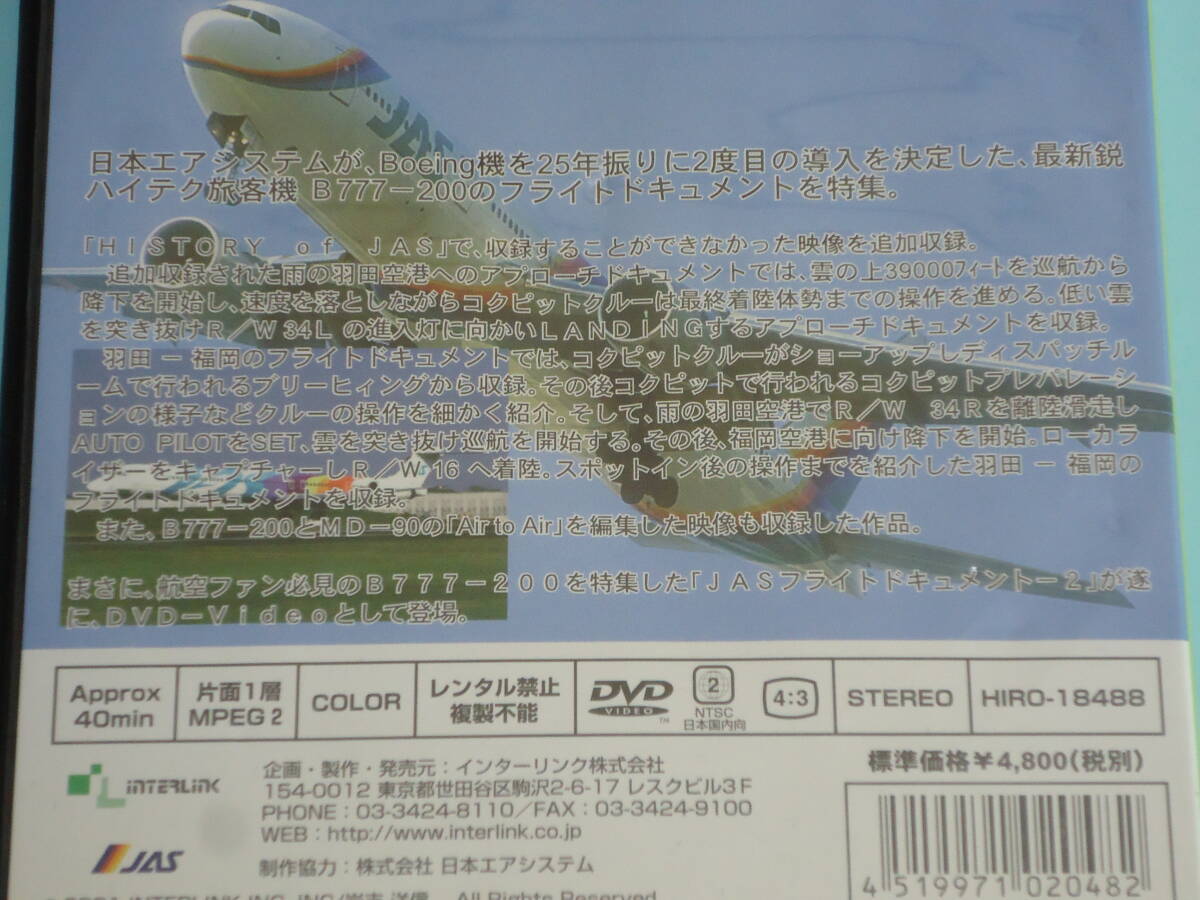 日本エアシステムが、Boeing機を25年振りに2度目の導入を決定した、最新鋭
ハイテク旅客機 B777-200のフライトドキュメントを特集。
「HISTORY of JAS」で、収録することができなかった映像を追加収録。
追加収録された雨の羽田空港へのアプローチドキュメントでは、雲の上39000フィートを巡航から
降下を開始し、速度を落としながらコクピットクルーは最終着陸体勢までの操作を進める。低い雲
を突き抜けR/W 34L の進入灯に向かいLANDINGするアプローチドキュメントを収録。
羽田 - 福岡のフライトドキュメントでは、コクピットクルーがショーアップしディスパッチル
ームで行われるブリーヒィングから収録。その後コクピットで行われるコクピットプレパレーシ
ョンの様子などクルーの操作を細かく紹介。そして、雨の羽田空港でR/W 34Rを離陸滑走し
AUTO PILOTをSET、雲を突き抜け巡航を開始する。その後、福岡空港に向け降下を開始。ローカラ
イザーをキャプチャーしR/W 16 へ着陸。スポットイン後の操作までを紹介した羽田 - 福岡の
フライトドキュメントを収録。
また、B777-200とMD-90の「Air to Air」を編集した映像も収録した作品。
まさに、航空ファン必見のB777-200を特集した「JASフライトドキュメント-2」が遂
に、DVD-Videoとして登場。
JAS
Approx 40min
片面1層 MPEG2
COLOR
レンタル禁止 複製不能
DVD VIDEO TM
2 NTSC 日本国内向
4:3
STEREO
HIRO-18488
標準価格¥4,800(税別)
INTERLINK
企画・製作・発売元:インターリンク株式会社
154-0012 東京都世田谷区駒沢2-6-17 レスクビル3F
PHONE:03-3424-8110/FAX:03-3424-9100
WEB:http://www.interlink.co.jp
JAS
制作協力:株式会社 日本エアシステム
INTERLINK INC. All Rights Reserved
4 519971 020482